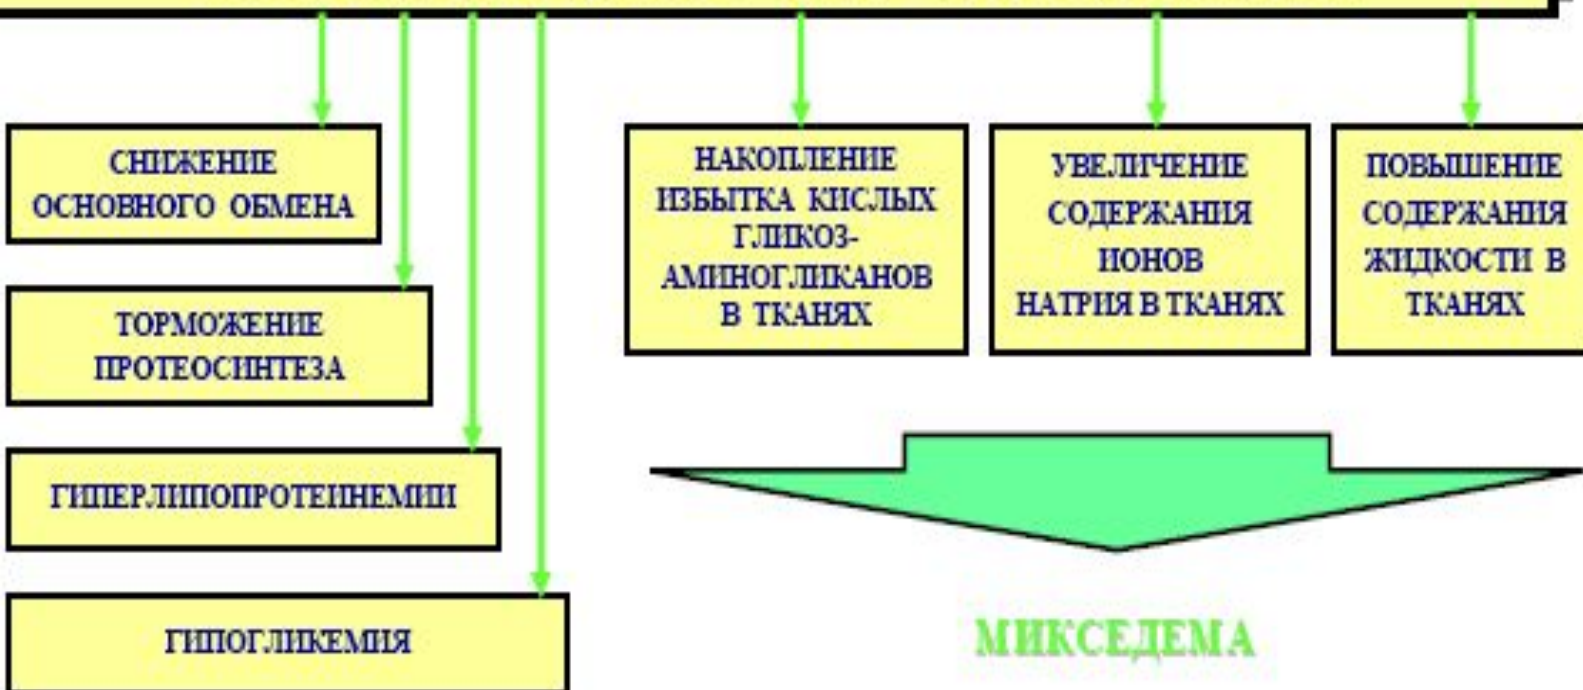 СНИЖЕНИЕ
ОСНОВНОГО ОБМЕНА
ТОРМОЖЕНИЕ
ПРОТЕОСИНТЕЗА
ГИПЕРЛИПОПРОТЕИНЕМИИ
ГИПОГЛИКЕМИЯ
НАКОПЛЕНИЕ
ИЗБЫТКА КИСЛЫХ
ГЛИКОЗ-
АМИНОГЛИКАНОВ
В ТКАНЯХ
УВЕЛИЧЕНИЕ
СОДЕРЖАНИЯ
ИОНОВ
НАТРИЯ В ТКАНЯХ
ПОВЫШЕНИЕ
СОДЕРЖАНИЯ
ЖИДКОСТИ В
ТКАНЯХ
МИКСЕДЕМА